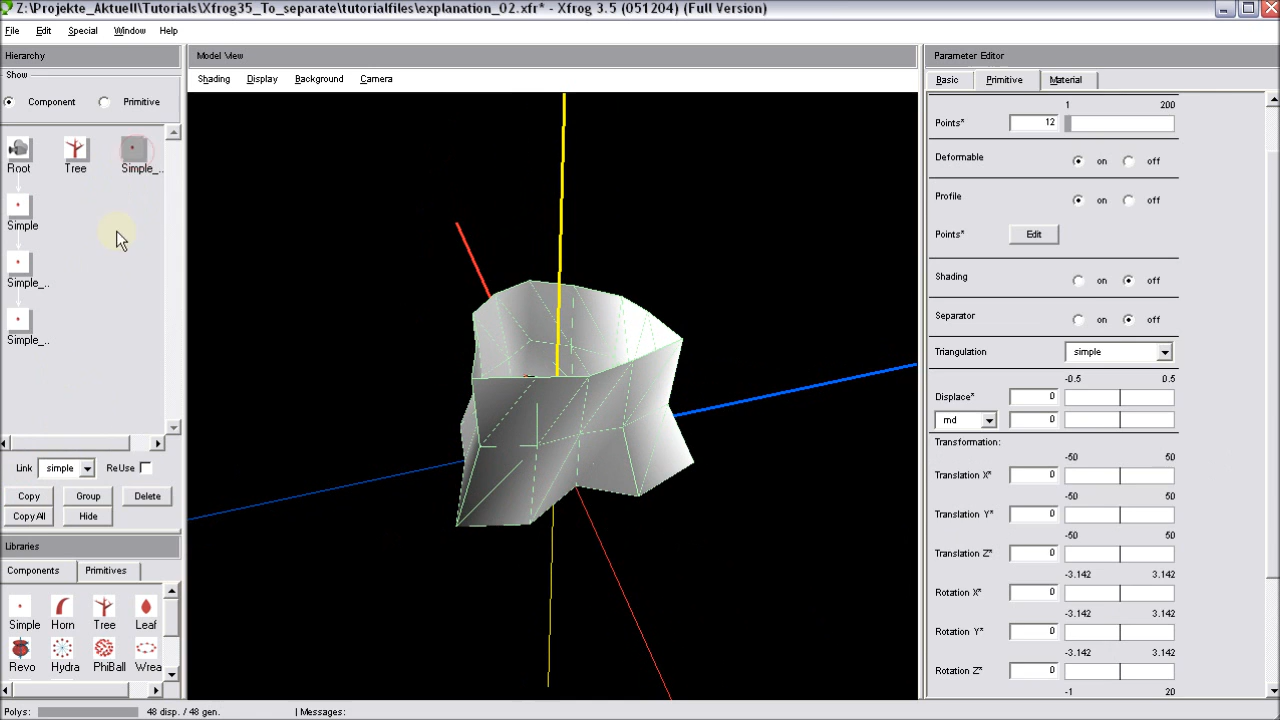 Z:\Projekte_Aktuell\Tutorials\Xfrog35_To_separate\tutorialfiles\explanation_02.xfr* - Xfrog 3.5 (051204) (Full Version)
File Edit Special Window Help
Hierarchy
Show
Component Primitive
Root Tree Simple_..
Simple
Simple_..
Simple_..
Link simple ReUse
Copy Group Delete
Copy All Hide
Libraries
Components Primitives
Simple Horn Tree Leaf
Revo Hydra PhiBall Wrea
Polys: 48 disp. / 48 gen. | Messages:
Model View
Shading Display Background Camera
Parameter Editor
Basic Primitive Material
1 200
Points* 12
Deformable on off
Profile on off
Points* Edit
Shading on off
Separator on off
Triangulation simple
-0.5 0.5
Displace* 0
rnd 0
Transformation:
-50 50
Translation X* 0
-50 50
Translation Y* 0
-50 50
Translation Z* 0
-3.142 3.142
Rotation X* 0
-3.142 3.142
Rotation Y* 0
-3.142 3.142
Rotation Z* 0
-1 20